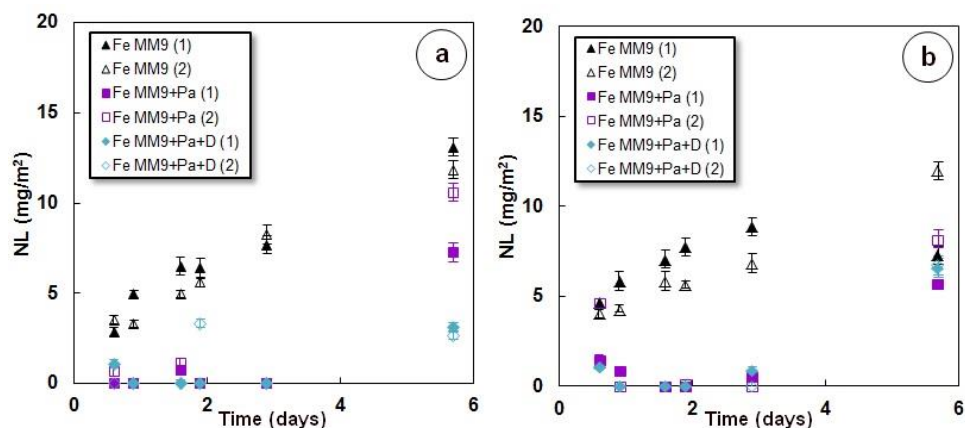 20
15
10
5
0
NL (mg/m²)
Fe MM9 (1)
Fe MM9 (2)
Fe MM9+Pa (1)
Fe MM9+Pa (2)
Fe MM9+Pa+D (1)
Fe MM9+Pa+D (2)
a
0 2 4 6
Time (days)
20
15
10
5
0
NL (mg/m²)
Fe MM9 (1)
Fe MM9 (2)
Fe MM9+Pa (1)
Fe MM9+Pa (2)
Fe MM9+Pa+D (1)
Fe MM9+Pa+D (2)
b
0 2 4 6
Time (days)